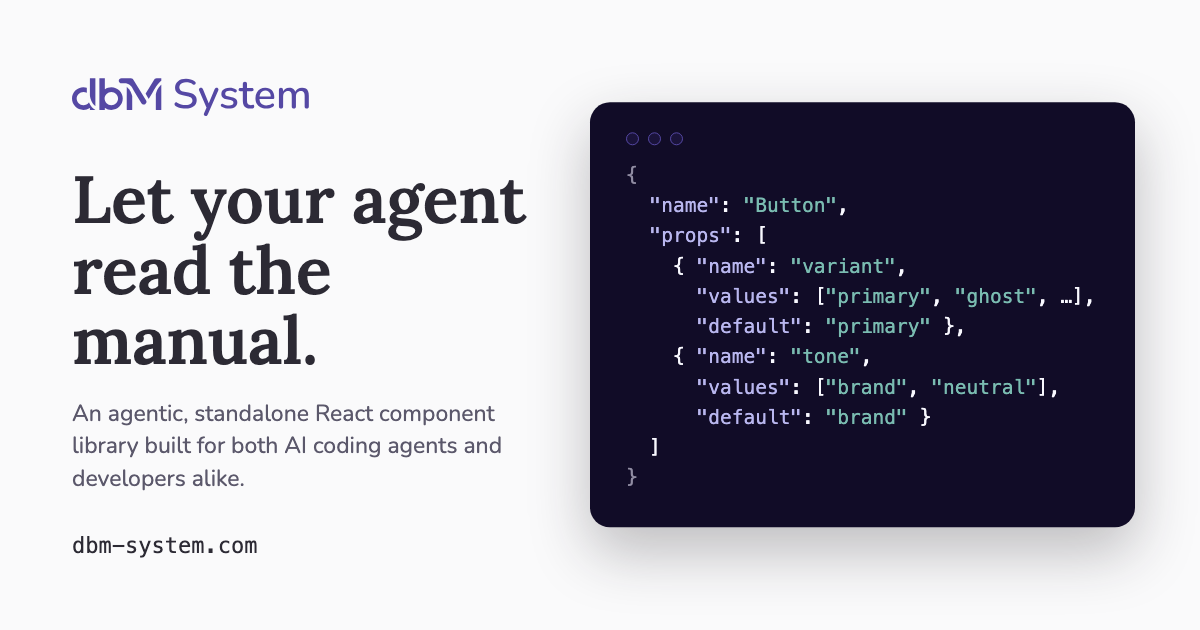 dbM System
Let your agent
read the
manual.
An agentic, standalone React component
library built for both AI coding agents and
developers alike.
dbm-system.com
{
  "name": "Button",
  "props": [
    { "name": "variant",
      "values": ["primary", "ghost", …],
      "default": "primary" },
    { "name": "tone",
      "values": ["brand", "neutral"],
      "default": "brand" }
  ]
}